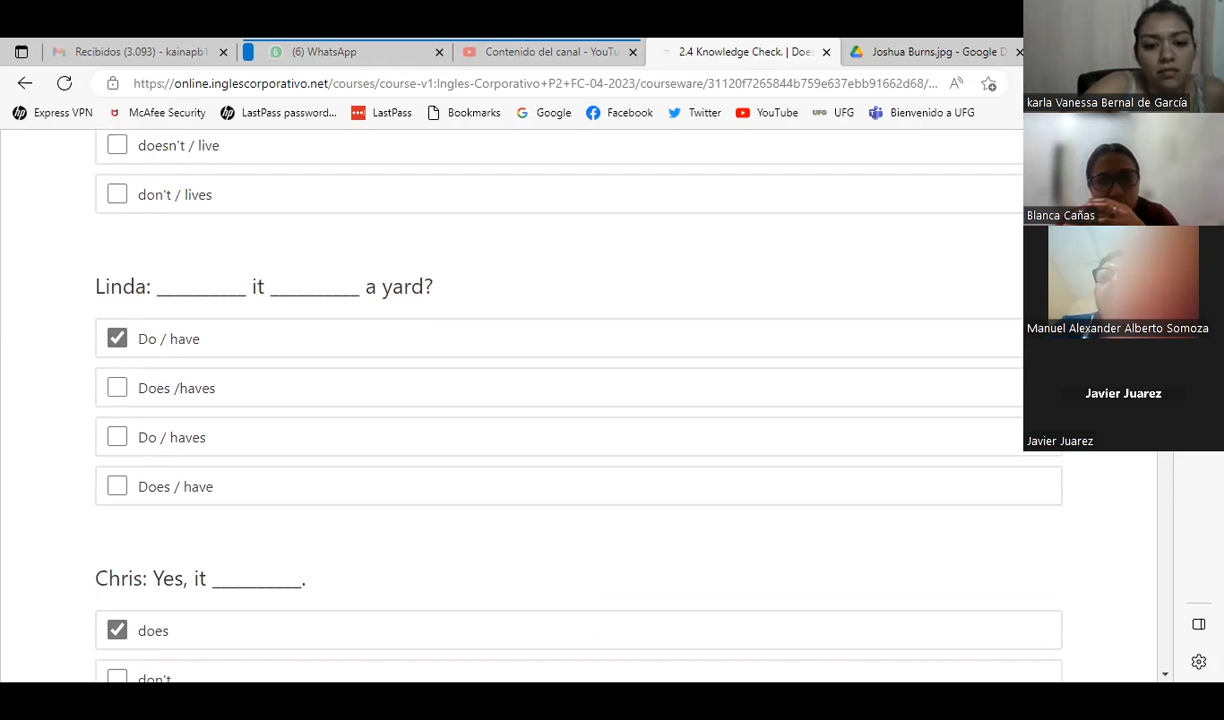 Recibidos (3.093) - kainapb1
(6) WhatsApp
Contenido del canal - YouTu
2.4 Knowledge Check. | Doe
Joshua Burns.jpg - Google D
https://online.inglescorporativo.net/courses/course-v1:Ingles-Corporativo+P2+FC-04-2023/courseware/31120f7265844b759e637ebb91662d68/...
Express VPN
McAfee Security
LastPass password...
LastPass
Bookmarks
Google
Facebook
Twitter
YouTube
UFG
Bienvenido a UFG
doesn't / live
don't / lives
Linda: __________ it __________ a yard?
Do / have
Does /haves
Do / haves
Does / have
Chris: Yes, it __________.
does
don't
karla Vanessa Bernal de García
Blanca Cañas
Manuel Alexander Alberto Somoza
Javier Juarez
Javier Juarez